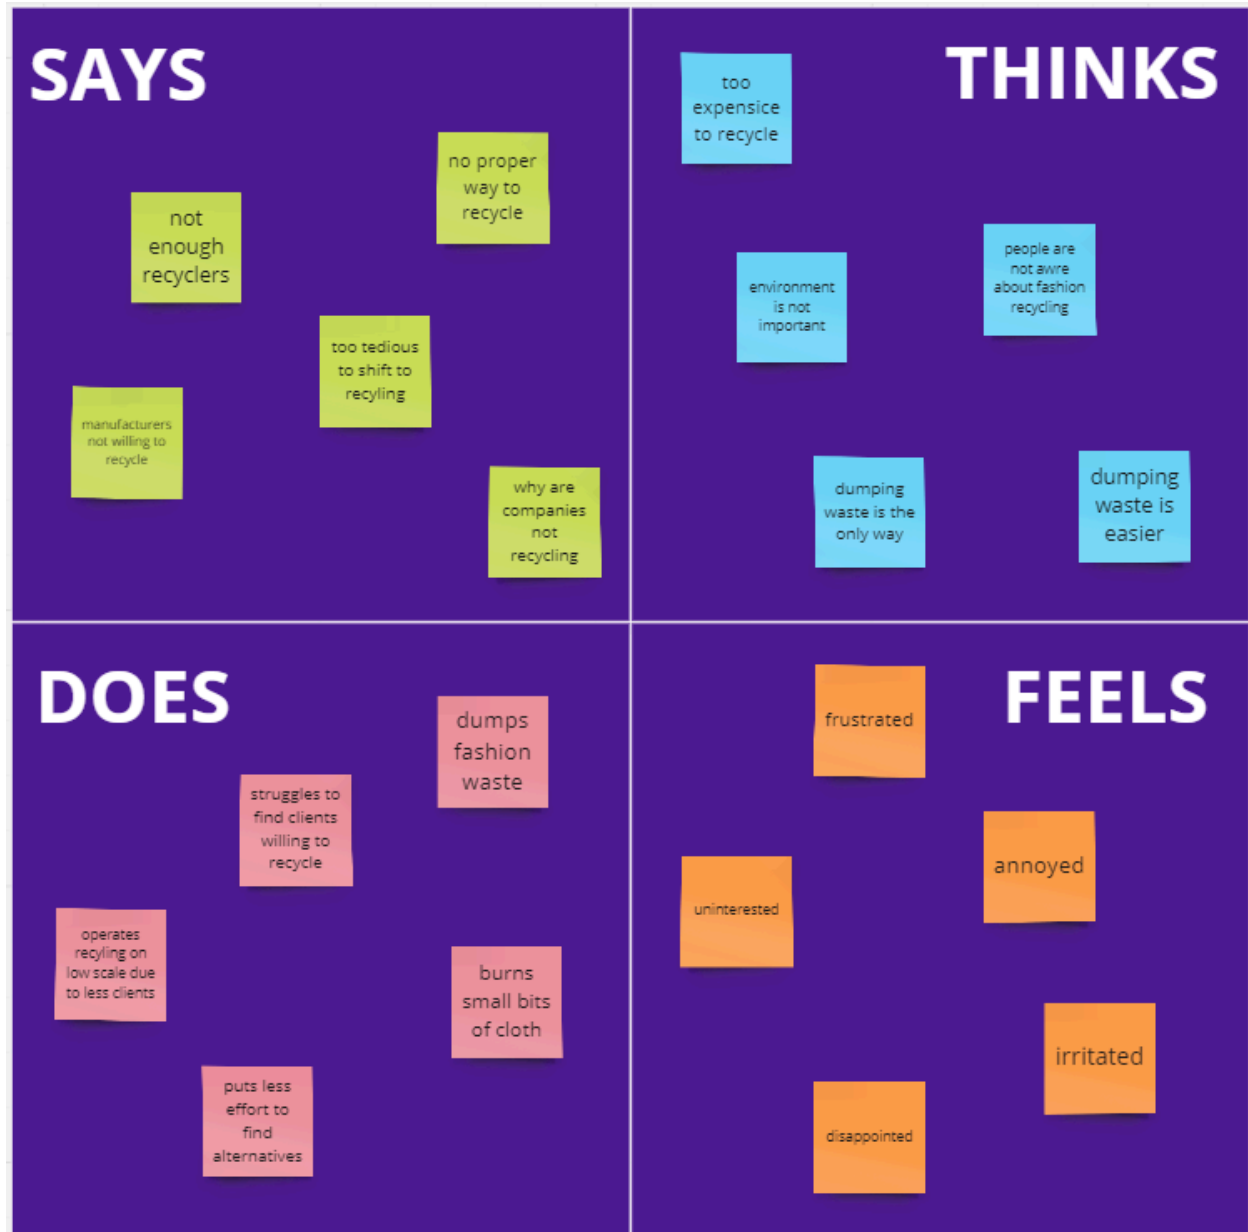 SAYS
no proper
way to
recycle
not
enough
recyclers
too tedious
to shift to
recyling
manufacturers
not willing to
recycle
why are
companies
not
recycling
THINKS
too
expensice
to recycle
people are
not awre
about fashion
recycling
environment
is not
important
dumping
waste is the
only way
dumping
waste is
easier
DOES
dumps
fashion
waste
struggles to
find clients
willing to
recycle
operates
recyling on
low scale due
to less clients
burns
small bits
of cloth
puts less
effort to
find
alternatives
FEELS
frustrated
annoyed
uninterested
irritated
disappointed